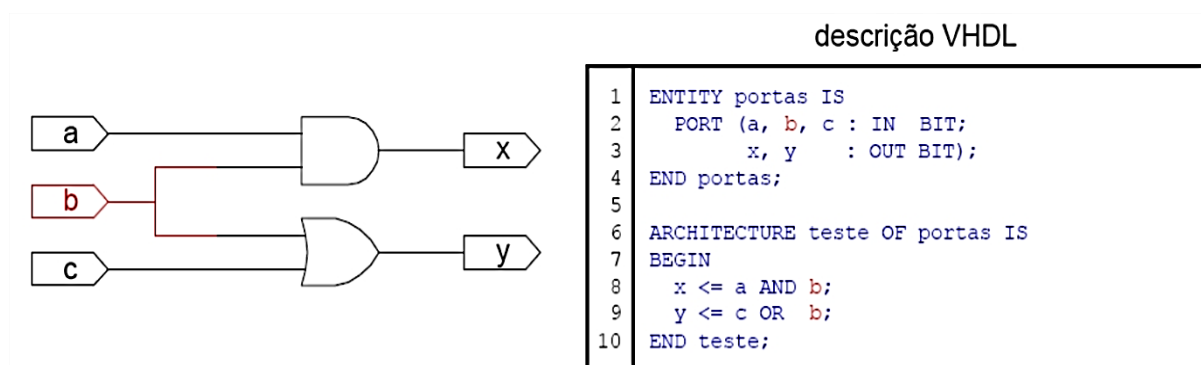 descrição VHDL
a
b
c
x
y
1 ENTITY portas IS
2 PORT (a, b, c : IN BIT;
3 x, y : OUT BIT);
4 END portas;
5
6 ARCHITECTURE teste OF portas IS
7 BEGIN
8 x <= a AND b;
9 y <= c OR b;
10 END teste;